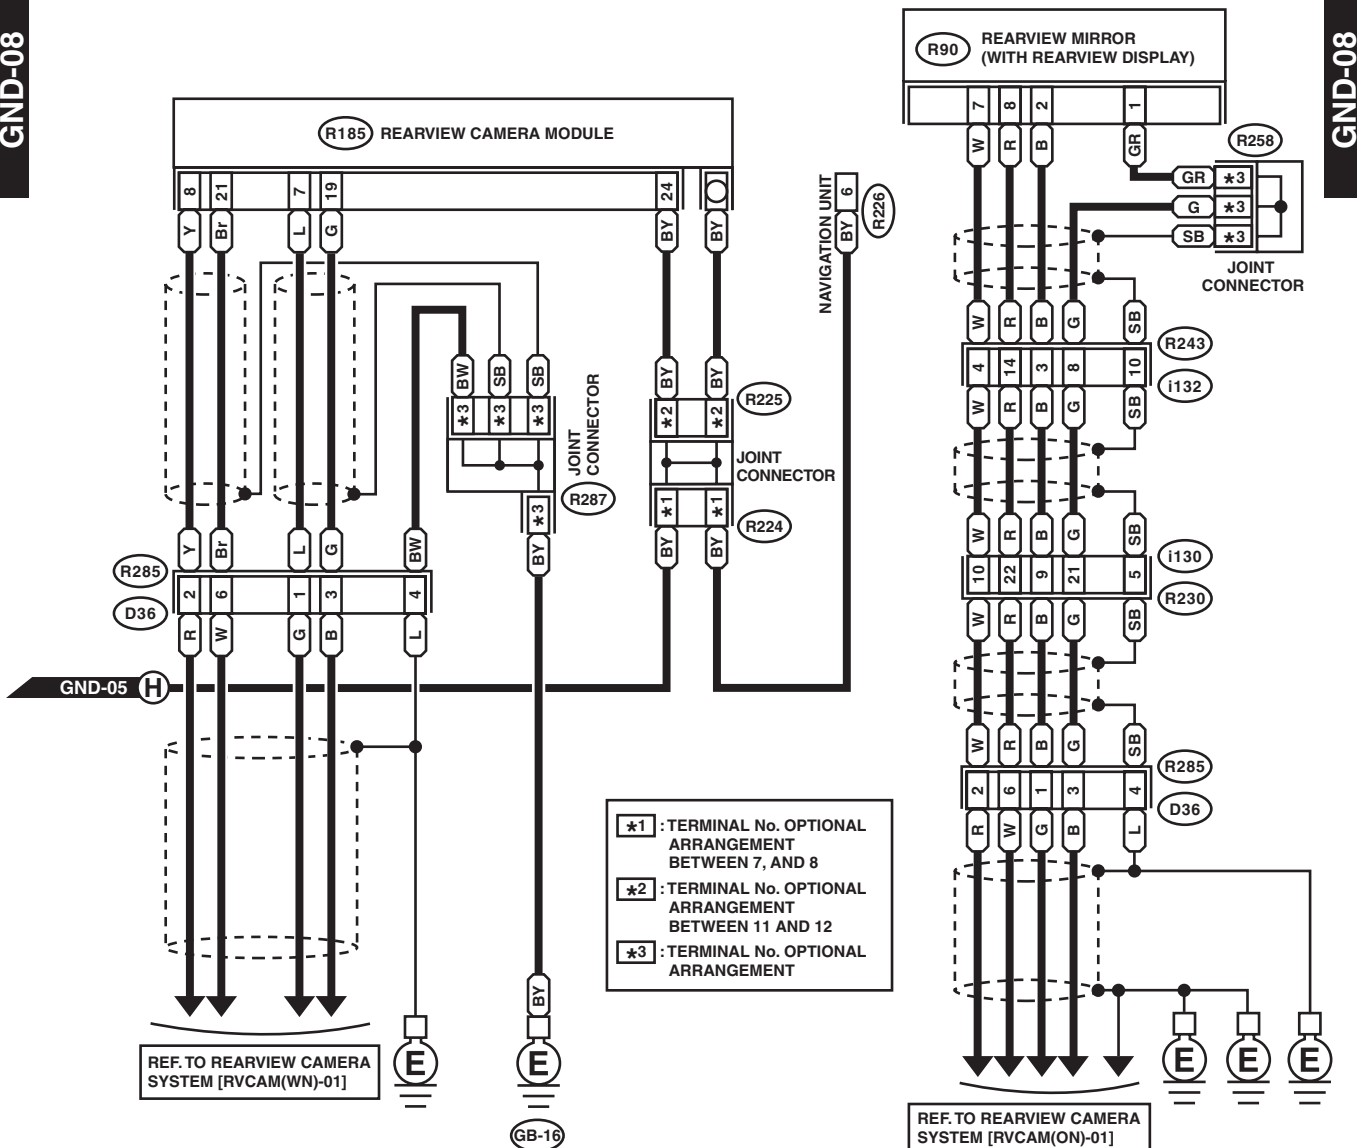 GND-08
GND-08
R90
REARVIEW MIRROR
(WITH REARVIEW DISPLAY)
7 8 2 1
W R B GR
R258
GR *3
G *3
SB *3
JOINT
CONNECTOR
W R B G SB
R243
4 14 3 8 10
i132
W R B G SB
W R B G SB
i130
10 22 9 21 5
R230
W R B G SB
W R B G SB
R285
2 6 1 3 4
D36
R W G B L
E E E
REF. TO REARVIEW CAMERA
SYSTEM [RVCAM(ON)-01]
R185 REARVIEW CAMERA MODULE
8 21 7 19 24
Y Br L G BY BY
NAVIGATION UNIT
6
BY
R226
BW SB SB
*3 *3 *3
JOINT
CONNECTOR
R287
*3
BY
BY BY
R225
*2 *2
JOINT
CONNECTOR
*1 *1
R224
BY BY
Y Br L G BW
R285
2 6 1 3 4
D36
R W G B L
GND-05 H
*1 : TERMINAL No. OPTIONAL
ARRANGEMENT
BETWEEN 7, AND 8
*2 : TERMINAL No. OPTIONAL
ARRANGEMENT
BETWEEN 11 AND 12
*3 : TERMINAL No. OPTIONAL
ARRANGEMENT
BY
REF. TO REARVIEW CAMERA
SYSTEM [RVCAM(WN)-01]
E E
GB-16